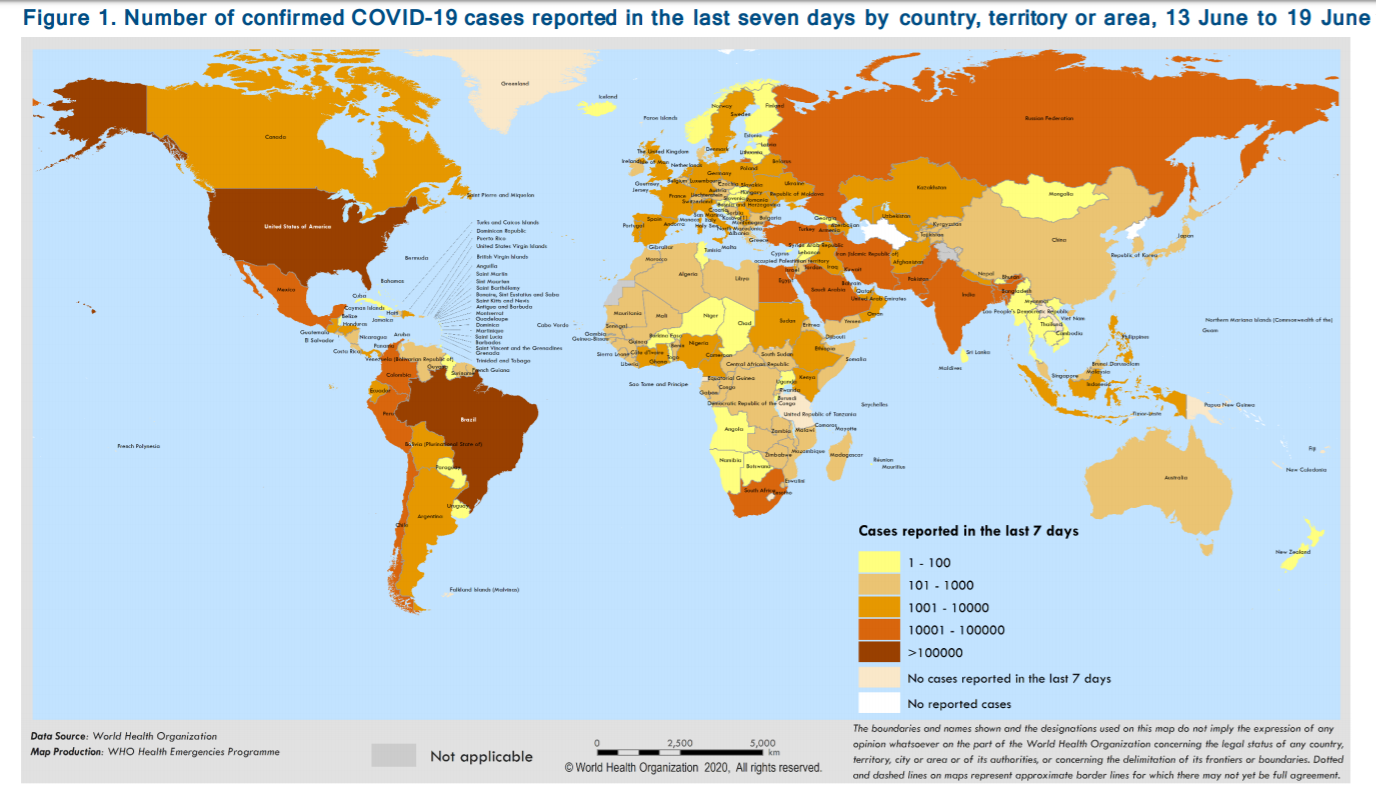 Figure 1. Number of confirmed COVID-19 cases reported in the last seven days by country, territory or area, 13 June to 19 June
Greenland
Iceland
Faroe Islands
Norway
Sweden
Finland
Russian Federation
Canada
Estonia
Latvia
Lithuania
Denmark
The United Kingdom
Ireland
Isle of Man
Netherlands
Belarus
Poland
Germany
Guernsey
Jersey
Belgium
Luxembourg
Ukraine
Kazakhstan
Mongolia
Saint Pierre and Miquelon
France
Switzerland
Liechtenstein
Austria
Hungary
Republic of Moldova
Romania
Slovenia
Croatia
Bosnia and Herzegovina
Serbia
San Marino
Monaco
Italy
Holy See
Montenegro
North Macedonia
Albania
Bulgaria
Spain
Portugal
Andorra
Greece
Georgia
Azerbaijan
Armenia
Turkey
Uzbekistan
Kyrgyzstan
Tajikistan
China
Japan
Republic of Korea
United States of America
Turks and Caicos Islands
Dominican Republic
Puerto Rico
United States Virgin Islands
British Virgin Islands
Anguilla
Saint Martin
Sint Maarten
Saint Barthélemy
Bonaire, Sint Eustatius and Saba
Saint Kitts and Nevis
Antigua and Barbuda
Montserrat
Guadeloupe
Dominica
Martinique
Saint Lucia
Barbados
Saint Vincent and the Grenadines
Grenada
Trinidad and Tobago
French Guiana
Bermuda
Bahamas
Mexico
Cuba
Cayman Islands
Haiti
Jamaica
Belize
Honduras
Guatemala
El Salvador
Nicaragua
Costa Rica
Panama
Aruba
Venezuela (Bolivarian Republic of)
Guyana
Suriname
Colombia
Ecuador
Peru
Brazil
Bolivia (Plurinational State of)
Paraguay
Uruguay
Argentina
Chile
Falkland Islands (Malvinas)
French Polynesia
Gibraltar
Tunisia
Malta
Morocco
Algeria
Libya
Egypt
Cyprus
Syrian Arab Republic
Lebanon
occupied Palestinian territory
Israel
Jordan
Iraq
Iran (Islamic Republic of)
Kuwait
Bahrain
Qatar
United Arab Emirates
Saudi Arabia
Oman
Yemen
Afghanistan
Pakistan
India
Nepal
Bhutan
Bangladesh
Myanmar
Lao People's Democratic Republic
Viet Nam
Thailand
Cambodia
Philippines
Northern Mariana Islands (Commonwealth of the)
Guam
Sri Lanka
Maldives
Brunei Darussalam
Malaysia
Singapore
Indonesia
Timor-Leste
Papua New Guinea
Cabo Verde
Mauritania
Mali
Niger
Chad
Sudan
Eritrea
Djibouti
Senegal
Gambia
Guinea-Bissau
Guinea
Sierra Leone
Liberia
Côte d'Ivoire
Burkina Faso
Ghana
Togo
Benin
Nigeria
Cameroon
Central African Republic
South Sudan
Ethiopia
Somalia
Equatorial Guinea
Sao Tome and Principe
Gabon
Congo
Democratic Republic of the Congo
Uganda
Kenya
Rwanda
Burundi
United Republic of Tanzania
Seychelles
Comoros
Mayotte
Angola
Zambia
Malawi
Mozambique
Zimbabwe
Madagascar
Réunion
Mauritius
Namibia
Botswana
Eswatini
South Africa
Lesotho
Australia
Fiji
New Caledonia
New Zealand
Cases reported in the last 7 days
1 - 100
101 - 1000
1001 - 10000
10001 - 100000
>100000
No cases reported in the last 7 days
No reported cases
Data Source: World Health Organization
Map Production: WHO Health Emergencies Programme
Not applicable
0 2,500 5,000
km
© World Health Organization 2020, All rights reserved.
The boundaries and names shown and the designations used on this map do not imply the expression of any
opinion whatsoever on the part of the World Health Organization concerning the legal status of any country,
territory, city or area or of its authorities, or concerning the delimitation of its frontiers or boundaries. Dotted
and dashed lines on maps represent approximate border lines for which there may not yet be full agreement.